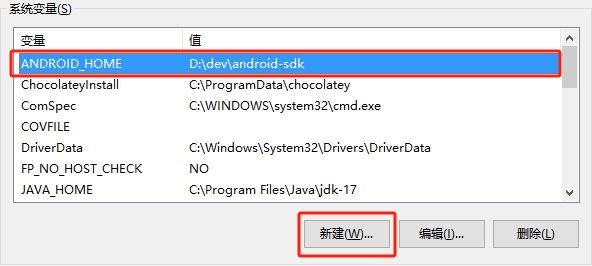 系统变量(S)
变量 值
ANDROID_HOME D:\dev\android-sdk
ChocolateyInstall C:\ProgramData\chocolatey
ComSpec C:\WINDOWS\system32\cmd.exe
COVFILE
DriverData C:\Windows\System32\Drivers\DriverData
FP_NO_HOST_CHECK NO
JAVA_HOME C:\Program Files\Java\jdk-17
新建(W)... 编辑(I)... 删除(L)